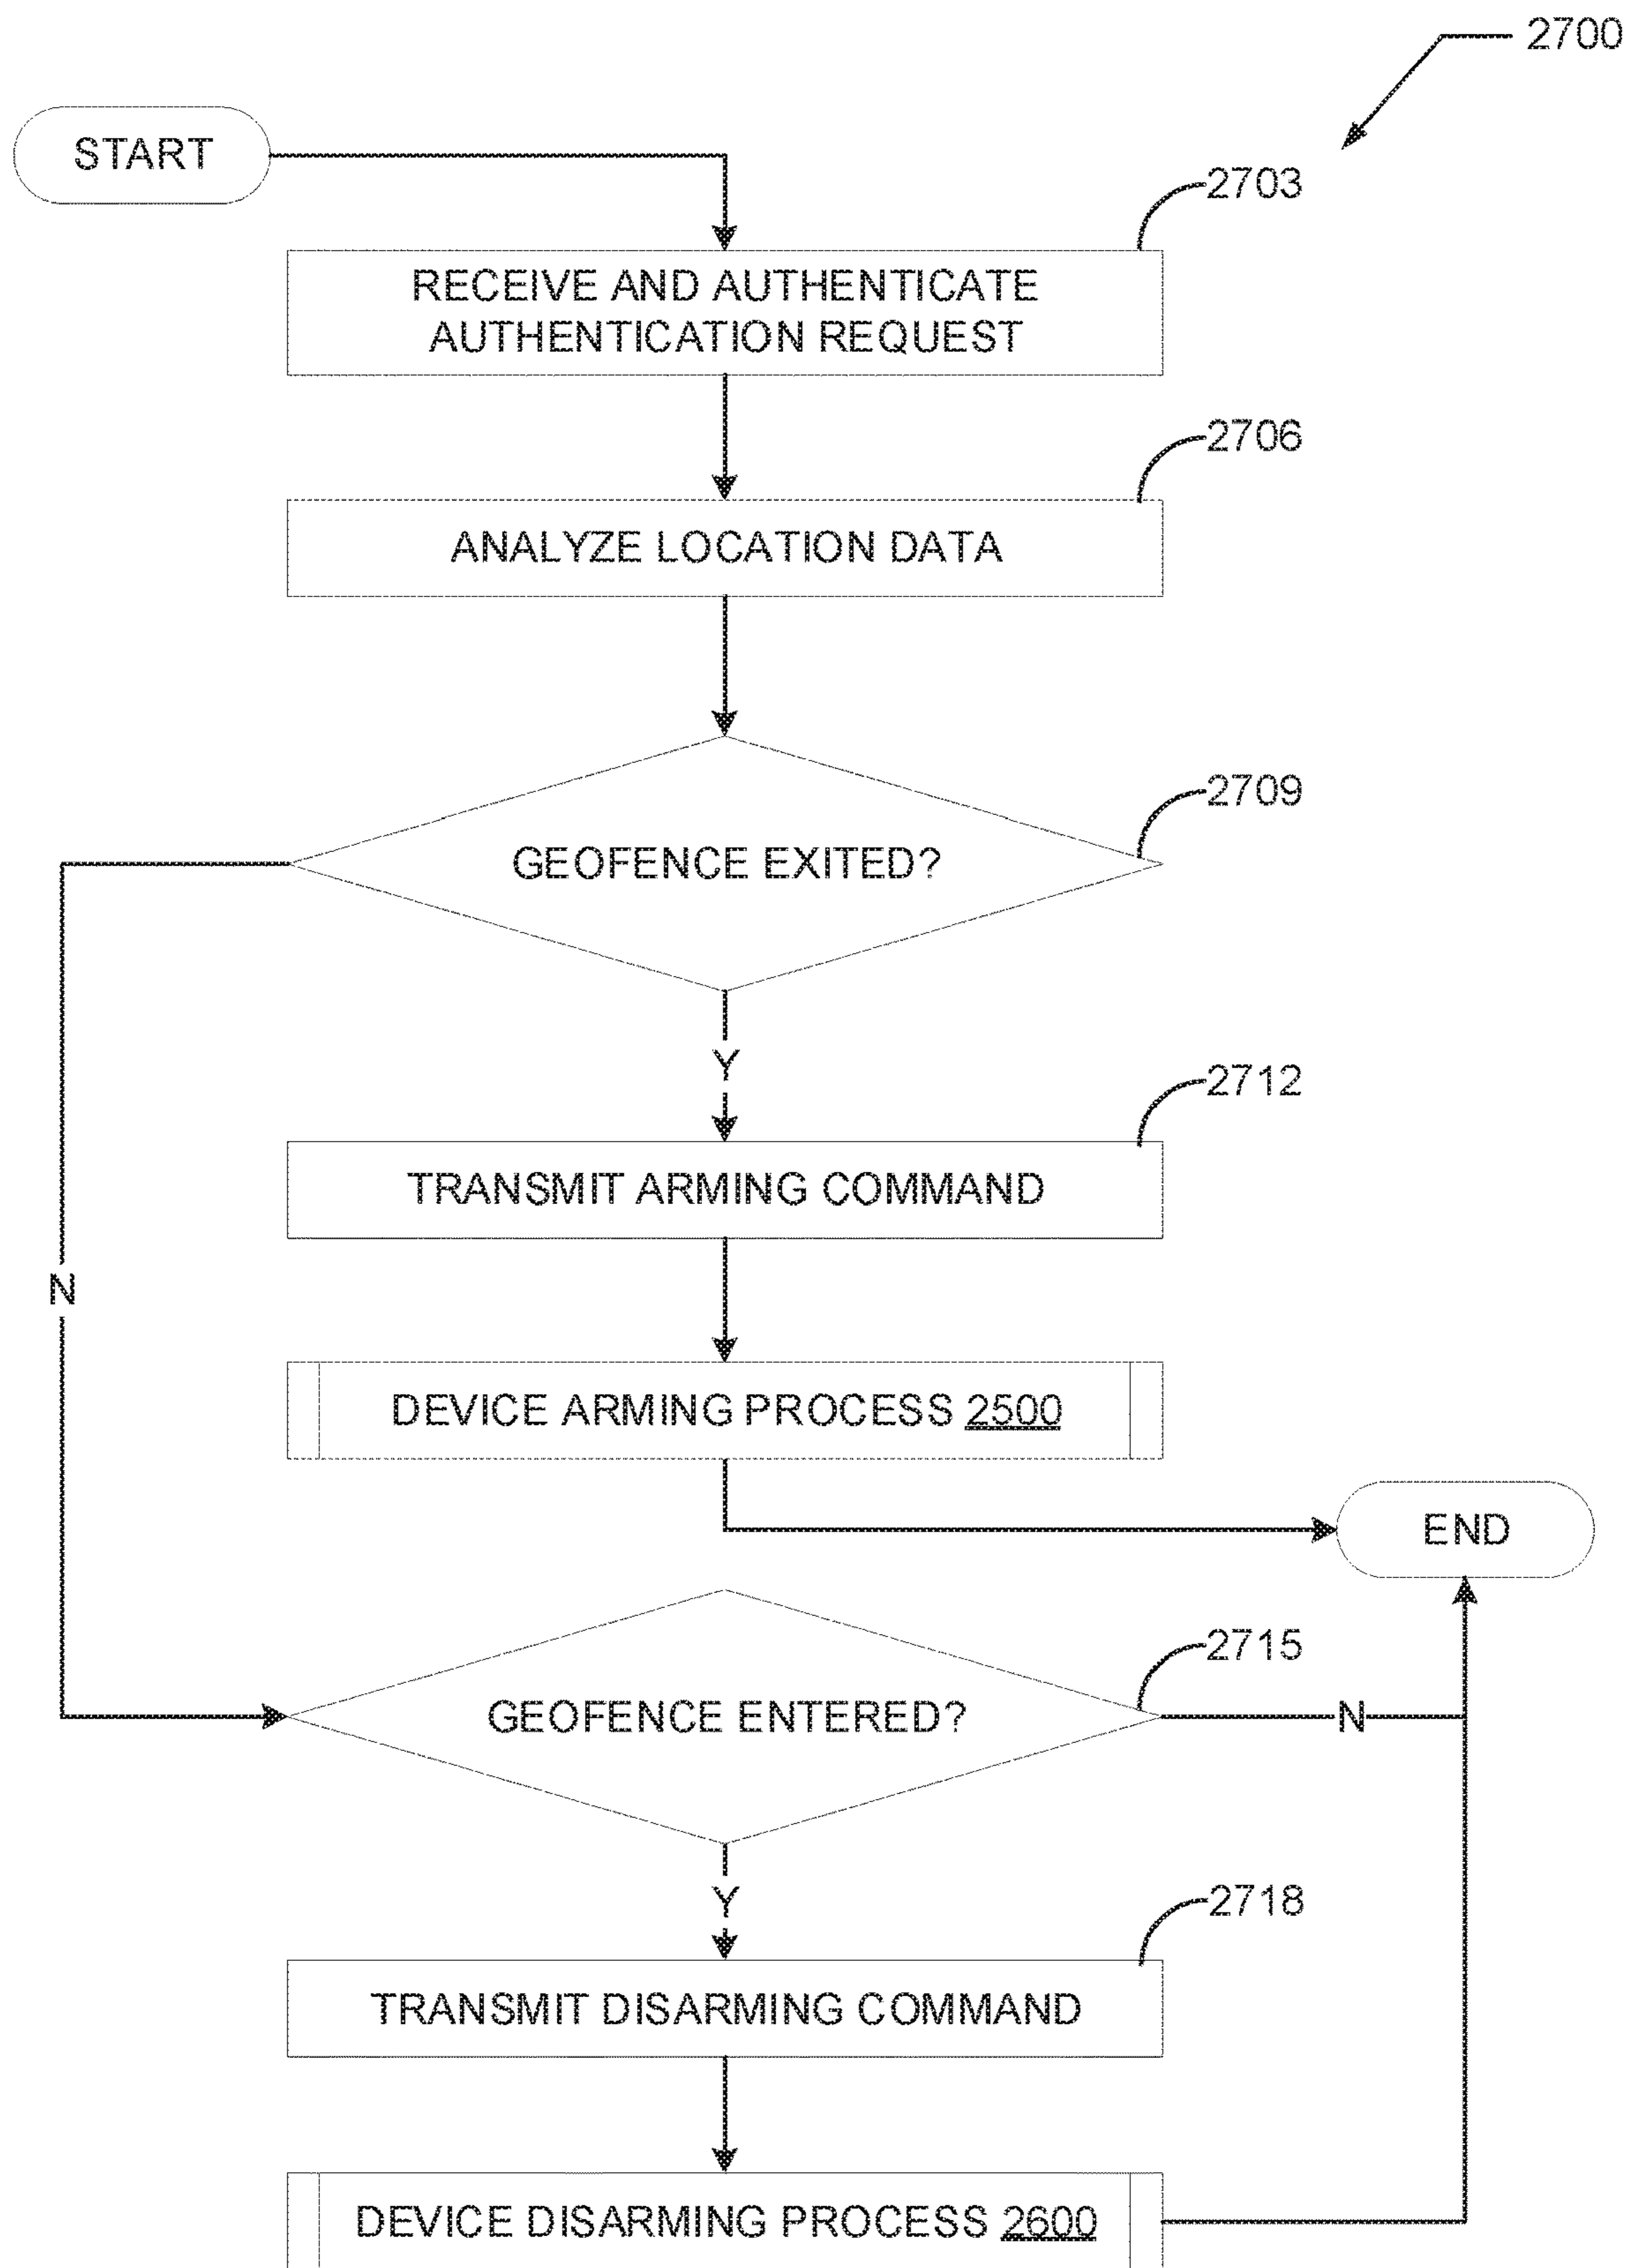 2700
START
2703
RECEIVE AND AUTHENTICATE
AUTHENTICATION REQUEST
2706
ANALYZE LOCATION DATA
2709
GEOFENCE EXITED?
Y
2712
TRANSMIT ARMING COMMAND
N
DEVICE ARMING PROCESS 2500
END
2715
GEOFENCE ENTERED?
N
Y
2718
TRANSMIT DISARMING COMMAND
DEVICE DISARMING PROCESS 2600